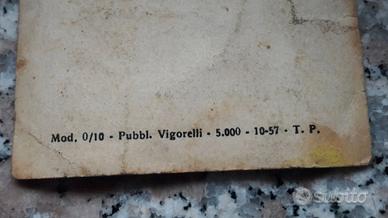 Mod. 0/10 - Pubbl. Vigorelli - 5.000 - 10-57 - T. P.
subito